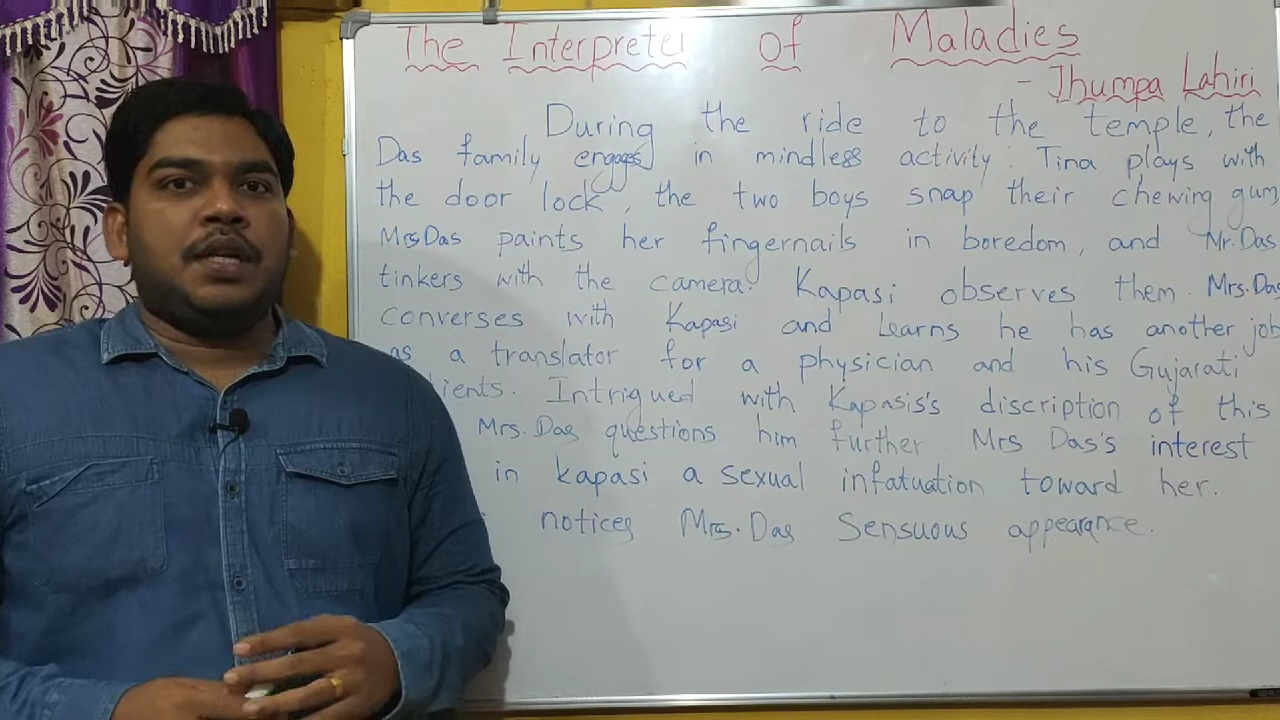 The Interpreter Of Maladies
- Jhumpa Lahiri
During the ride to the temple, the
Das family engages in mindless activity: Tina plays with
the door lock, the two boys snap their chewing gum,
Mrs Das paints her fingernails in boredom, and Mr. Das
tinkers with the camera. Kapasi observes them. Mrs. Das
converses with Kapasi and Learns he has another job
as a translator for a physician and his Gujarati
Intrigued with Kapasis's discription of this
Mrs. Das questions him further Mrs Das's interest
in kapasi a sexual infatuation toward her.
notices Mrs. Das Sensuous appearance.